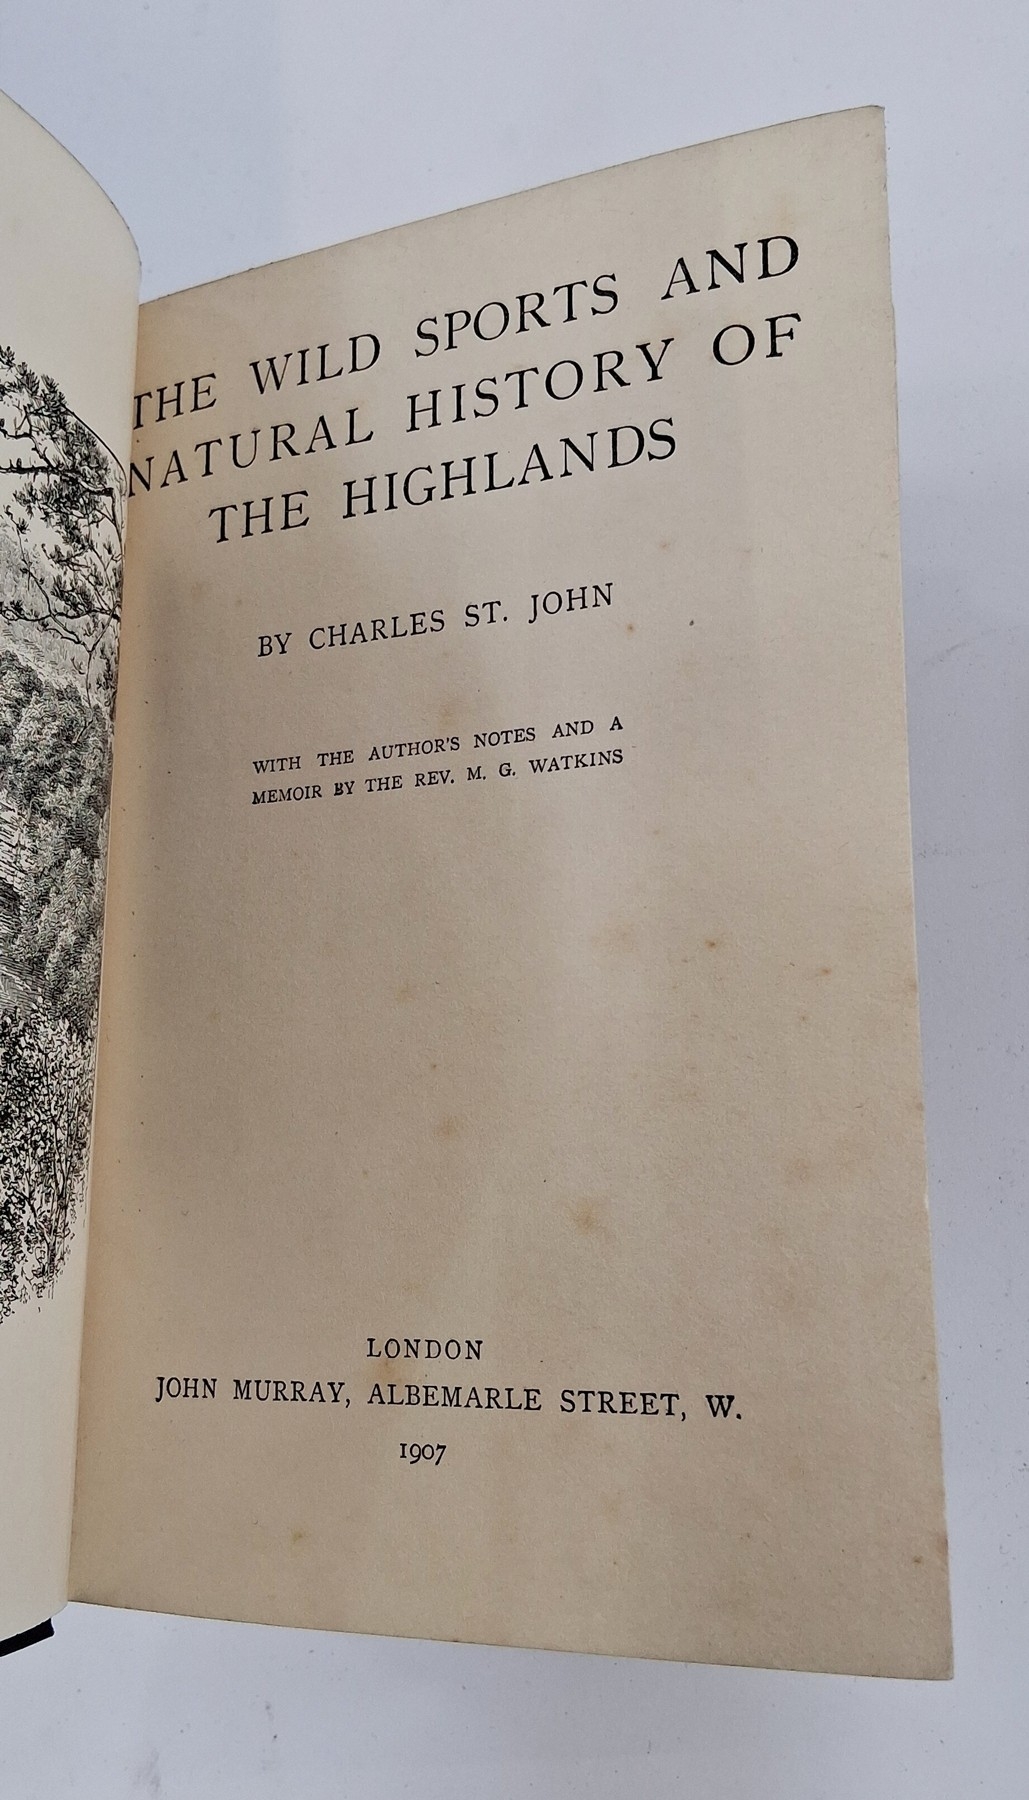 THE WILD SPORTS AND
NATURAL HISTORY OF
THE HIGHLANDS
BY CHARLES ST. JOHN
WITH THE AUTHOR'S NOTES AND A
MEMOIR BY THE REV. M. G. WATKINS
LONDON
JOHN MURRAY, ALBEMARLE STREET, W.
1907